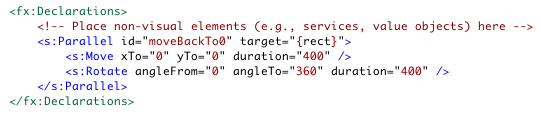 <fx:Declarations>
    <!-- Place non-visual elements (e.g., services, value objects) here -->
    <s:Parallel id="moveBackTo0" target="{rect}">
        <s:Move xTo="0" yTo="0" duration="400" />
        <s:Rotate angleFrom="0" angleTo="360" duration="400" />
    </s:Parallel>
</fx:Declarations>